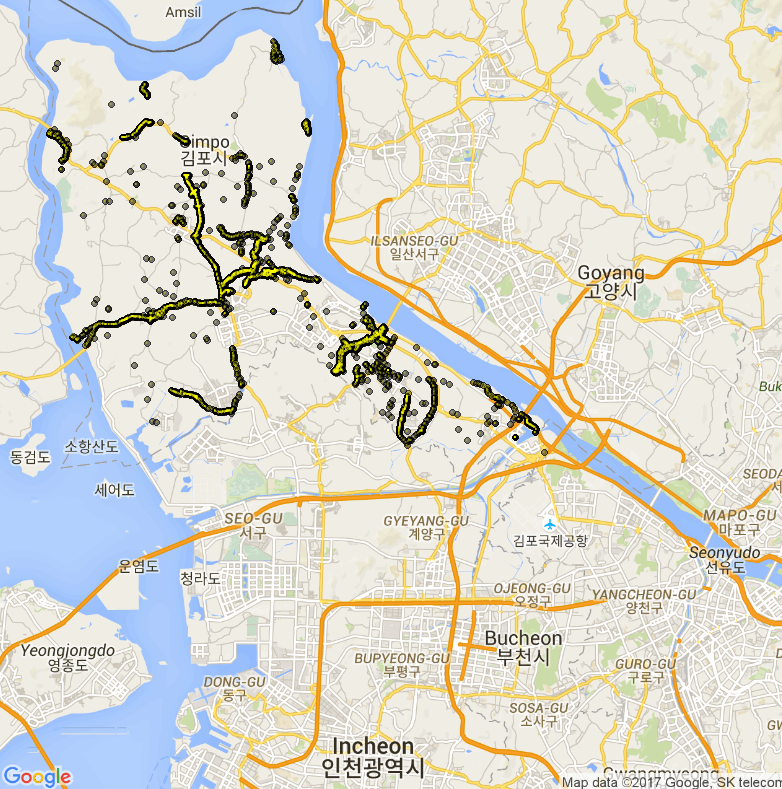 Amsil
impo
김포시
ILSANSEO-GU
일산서구
Goyang
고양시
Buk
동검도
소항산도
세어도
SEO-GU
서구
GYEYANG-GU
계양구
김포국제공항
SEODA
서대
MAPO-GU
마포구
Seonyudo
선유도
운염도
청라도
OJEONG-GU
오정구
YANGCHEON-GU
양천구
Yeongjongdo
영종도
Bucheon
부천시
BUPYEONG-GU
부평구
GURO-GU
구로구
DONG-GU
동구
SOSA-GU
소사구
GW
Incheon
인천광역시
Gwangmyeong
Google
Map data ©2017 Google, SK telecom